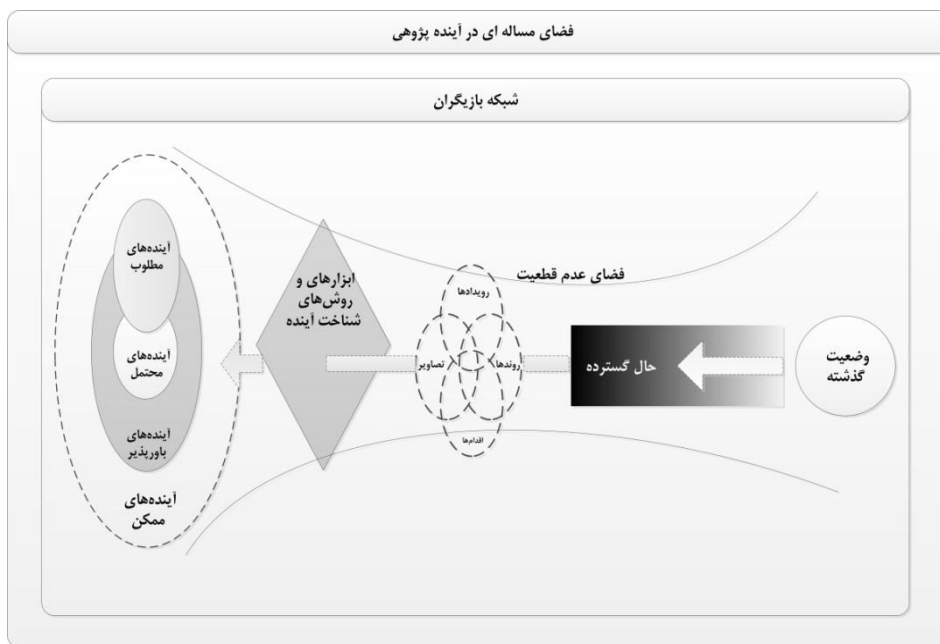 فضای مساله ای در آینده پژوهی
شبکه بازیگران
وضعیت
گذشته
حال گسترده
فضای عدم قطعیت
رویدادها
روندها
تصاویر
اقدام‌ها
ابزارهای و
روش‌های
شناخت آینده
آینده‌های
مطلوب
آینده‌های
محتمل
آینده‌های
باورپذیر
آینده‌های
ممکن